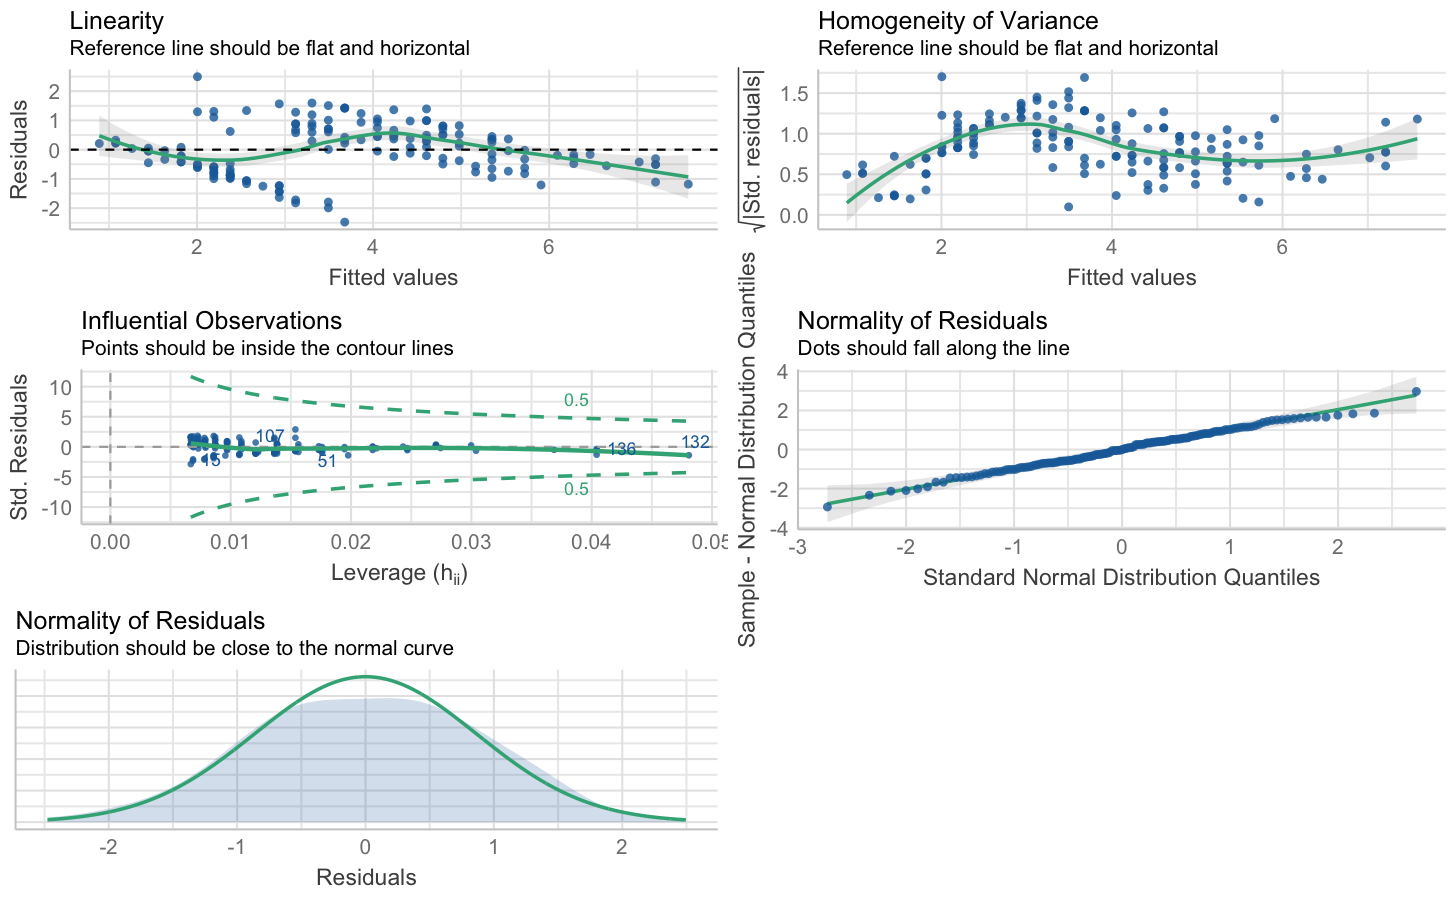 Linearity
Reference line should be flat and horizontal
Residuals
2
1
0
-1
-2
2
4
6
Fitted values
Homogeneity of Variance
Reference line should be flat and horizontal
√|Std. residuals|
1.5
1.0
0.5
0.0
2
4
6
Fitted values
Influential Observations
Points should be inside the contour lines
Std. Residuals
10
5
0
-5
-10
0.5
107
15
51
136
132
0.5
0.00
0.01
0.02
0.03
0.04
0.05
Leverage (hii)
Normality of Residuals
Dots should fall along the line
Sample - Normal Distribution Quantiles
4
2
0
-2
-4
-3
-2
-1
0
1
2
Standard Normal Distribution Quantiles
Normality of Residuals
Distribution should be close to the normal curve
-2
-1
0
1
2
Residuals